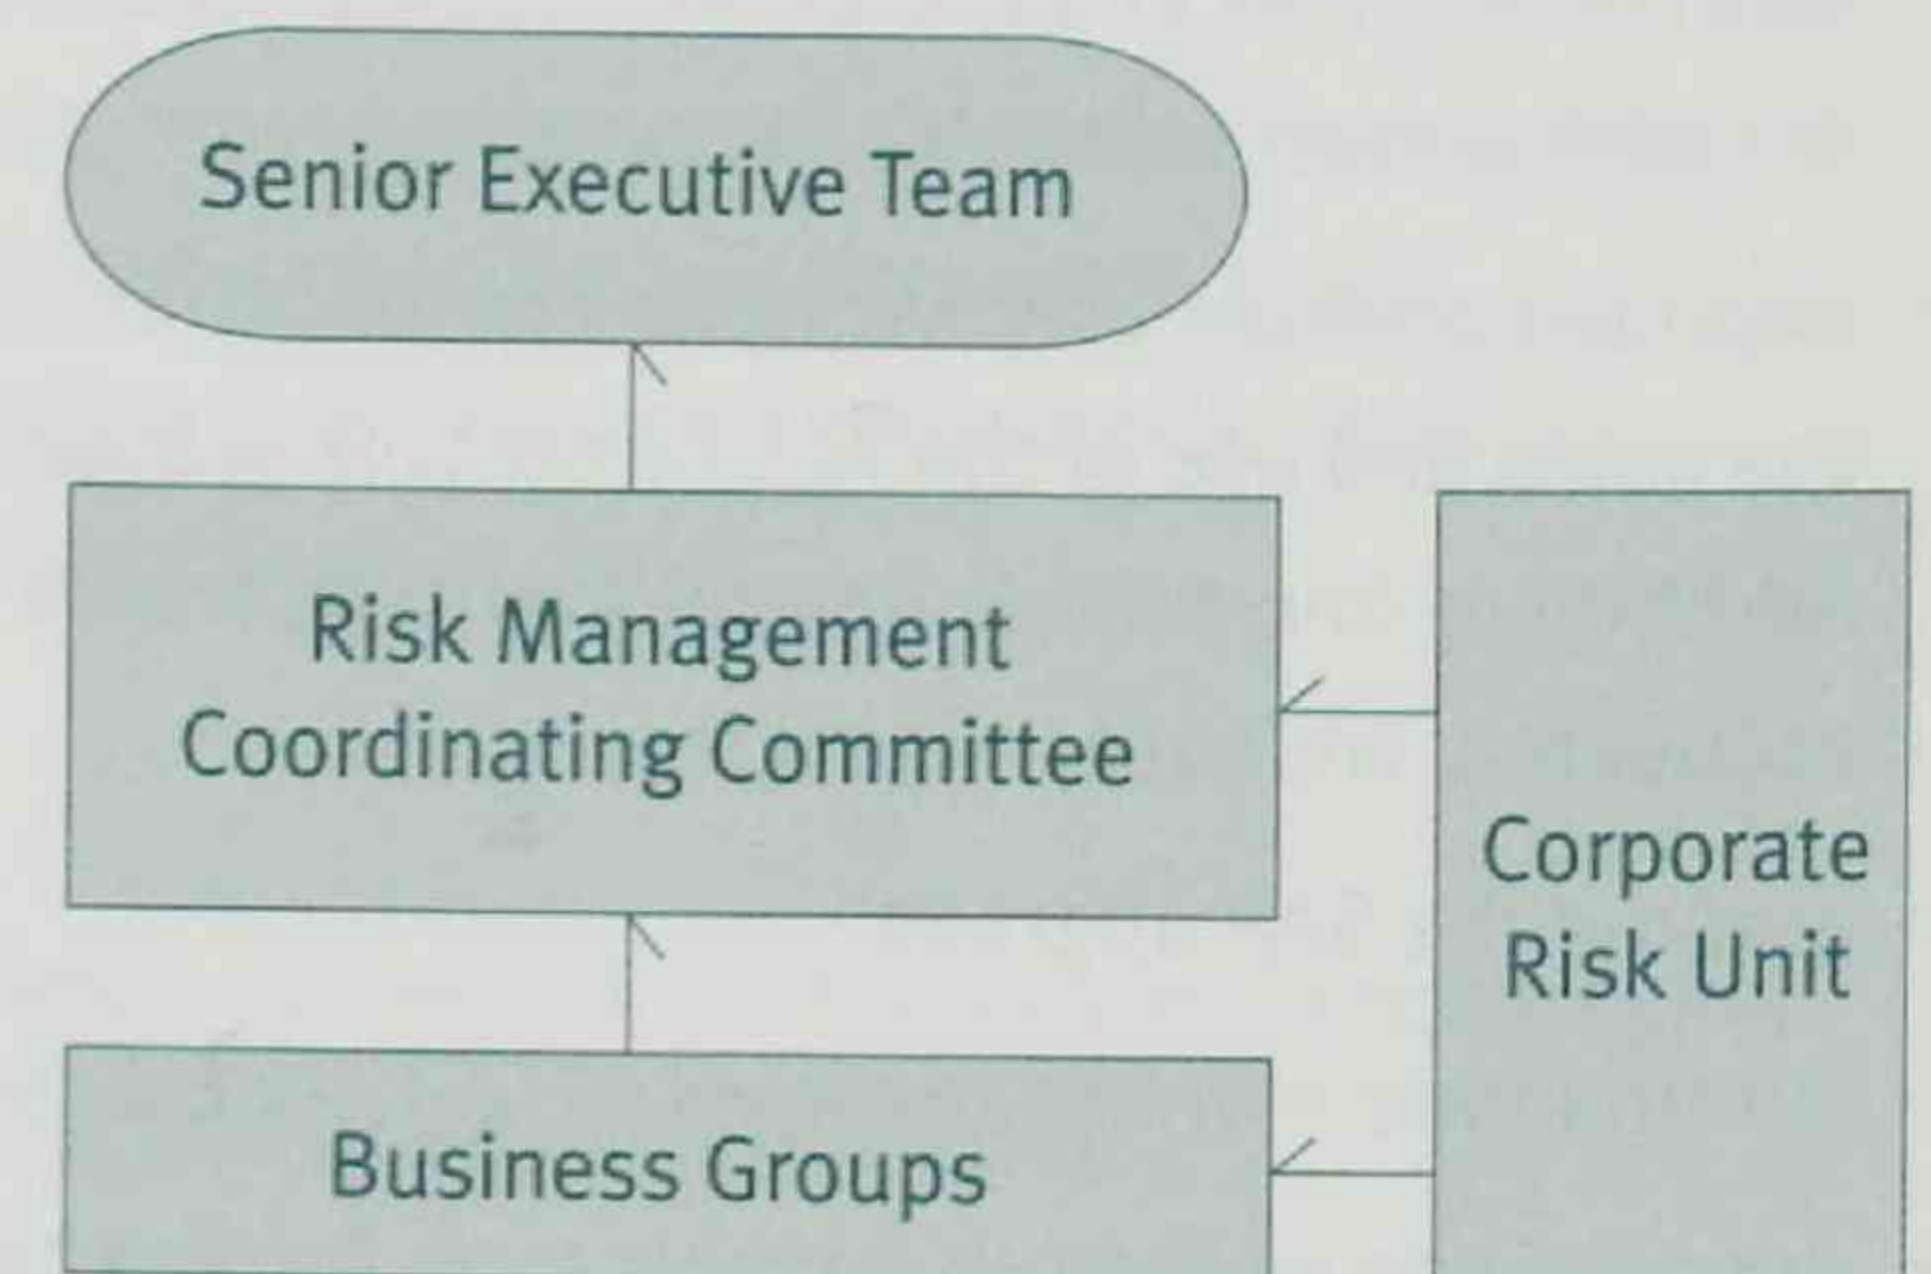 Senior Executive Team
Risk Management
Coordinating Committee
Corporate
Risk Unit
Business Groups